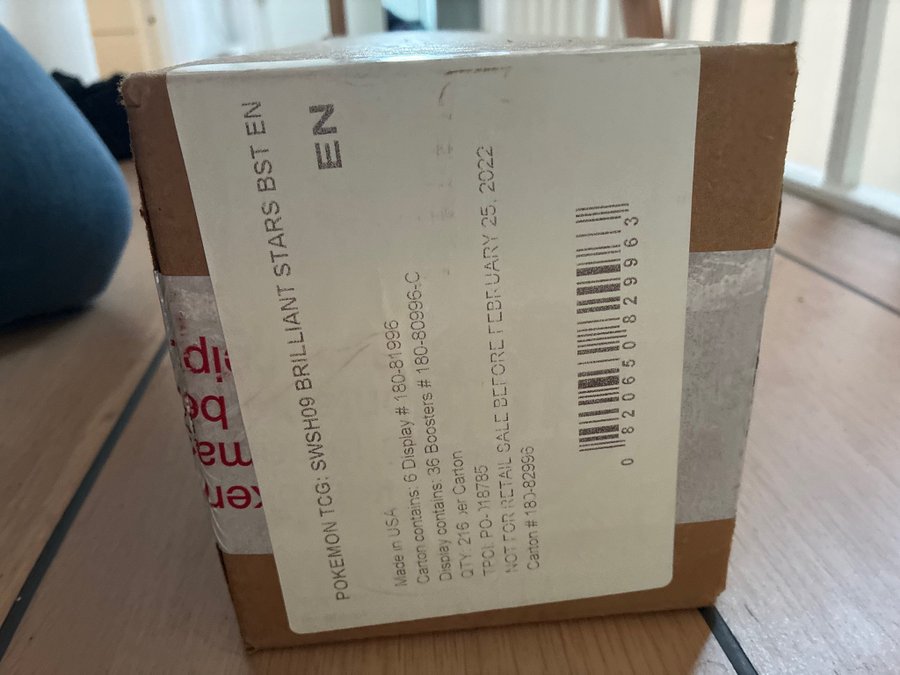 POKEMON TCG: SWSH09 BRILLIANT STARS BST EN
EN
Made in USA
Carton contains: 6 Display # 180-81996
Display contains: 36 Boosters # 180-80996-C
QTY 216 per Carton
TPCI PO- 18785
NOT FOR RETAIL SALE BEFORE FEBRUARY 25, 2022
Carton # 180-82996
0 820650 829963